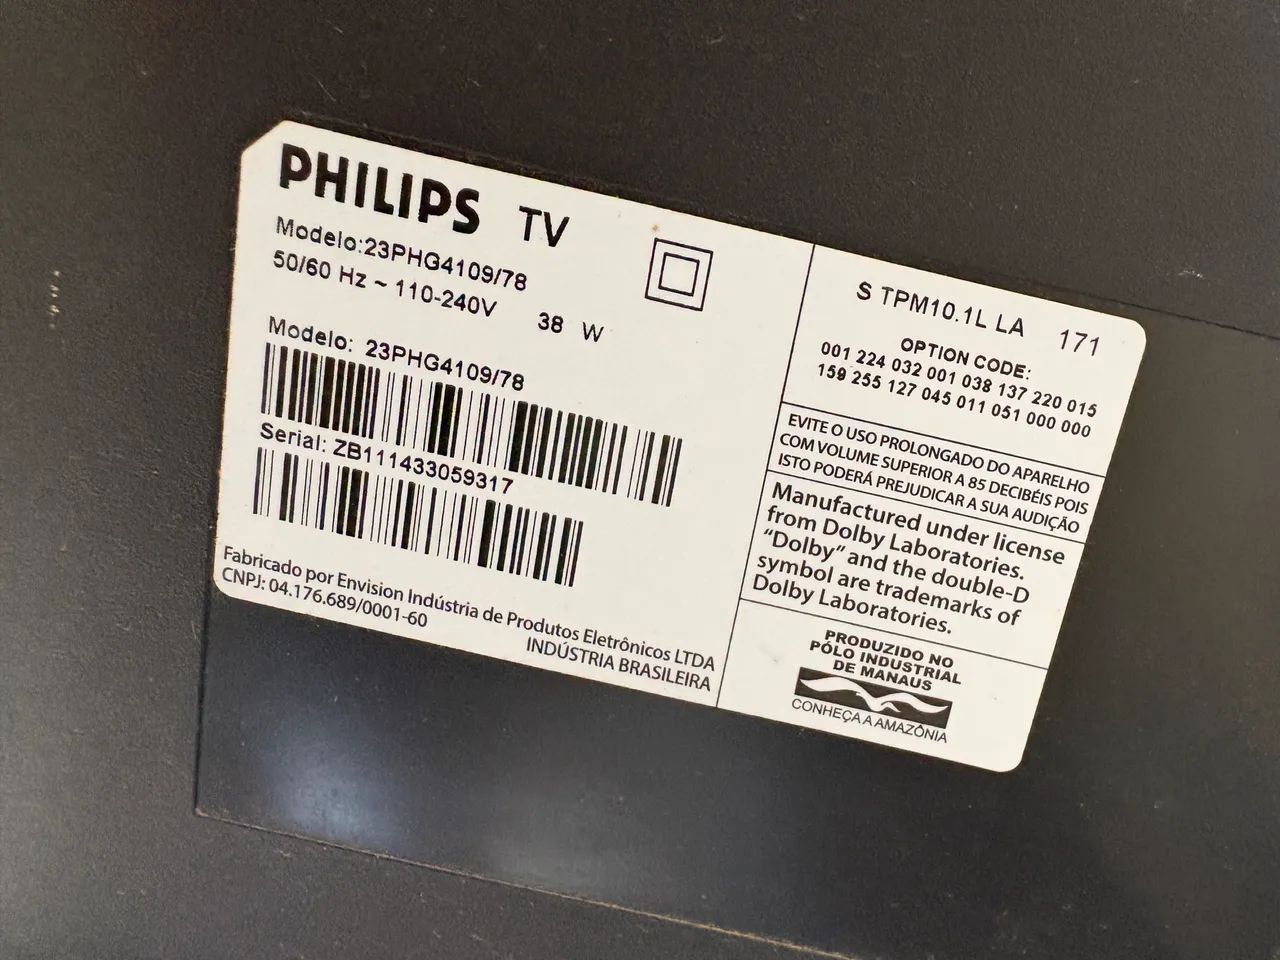 PHILIPS TV
Modelo:23PHG4109/78
50/60 Hz ~ 110-240V 38 W
Modelo: 23PHG4109/78
Serial: ZB111433059317
Fabricado por Envision Indústria de Produtos Eletrônicos LTDA
CNPJ: 04.176.689/0001-60
INDÚSTRIA BRASILEIRA
S TPM10.1L LA 171
OPTION CODE:
001 224 032 001 038 137 220 015
159 255 127 045 011 051 000 000
EVITE O USO PROLONGADO DO APARELHO
COM VOLUME SUPERIOR A 85 DECIBÉIS POIS
ISTO PODERÁ PREJUDICAR A SUA AUDIÇÃO
Manufactured under license
from Dolby Laboratories.
“Dolby” and the double-D
symbol are trademarks of
Dolby Laboratories.
PRODUZIDO NO
PÓLO INDUSTRIAL
DE MANAUS
CONHEÇA A AMAZÔNIA